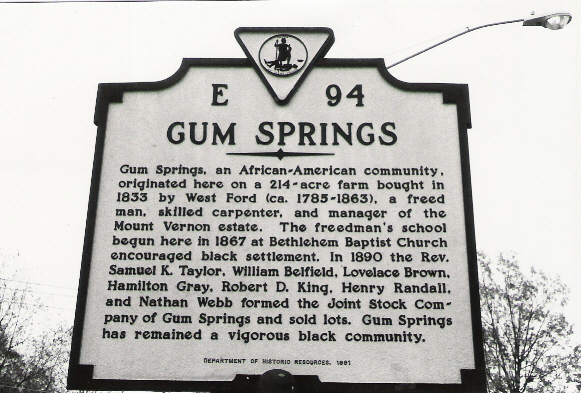 E 94
GUM SPRINGS
Gum Springs, an African-American community,
originated here on a 214-acre farm bought in
1833 by West Ford (ca. 1785-1863), a freed
man, skilled carpenter, and manager of the
Mount Vernon estate. The freedman's school
begun here in 1867 at Bethlehem Baptist Church
encouraged black settlement. In 1890 the Rev.
Samuel K. Taylor, William Belfield, Lovelace Brown,
Hamilton Gray, Robert D. King, Henry Randall,
and Nathan Webb formed the Joint Stock Com-
pany of Gum Springs and sold lots. Gum Springs
has remained a vigorous black community.
DEPARTMENT OF HISTORIC RESOURCES, 1991